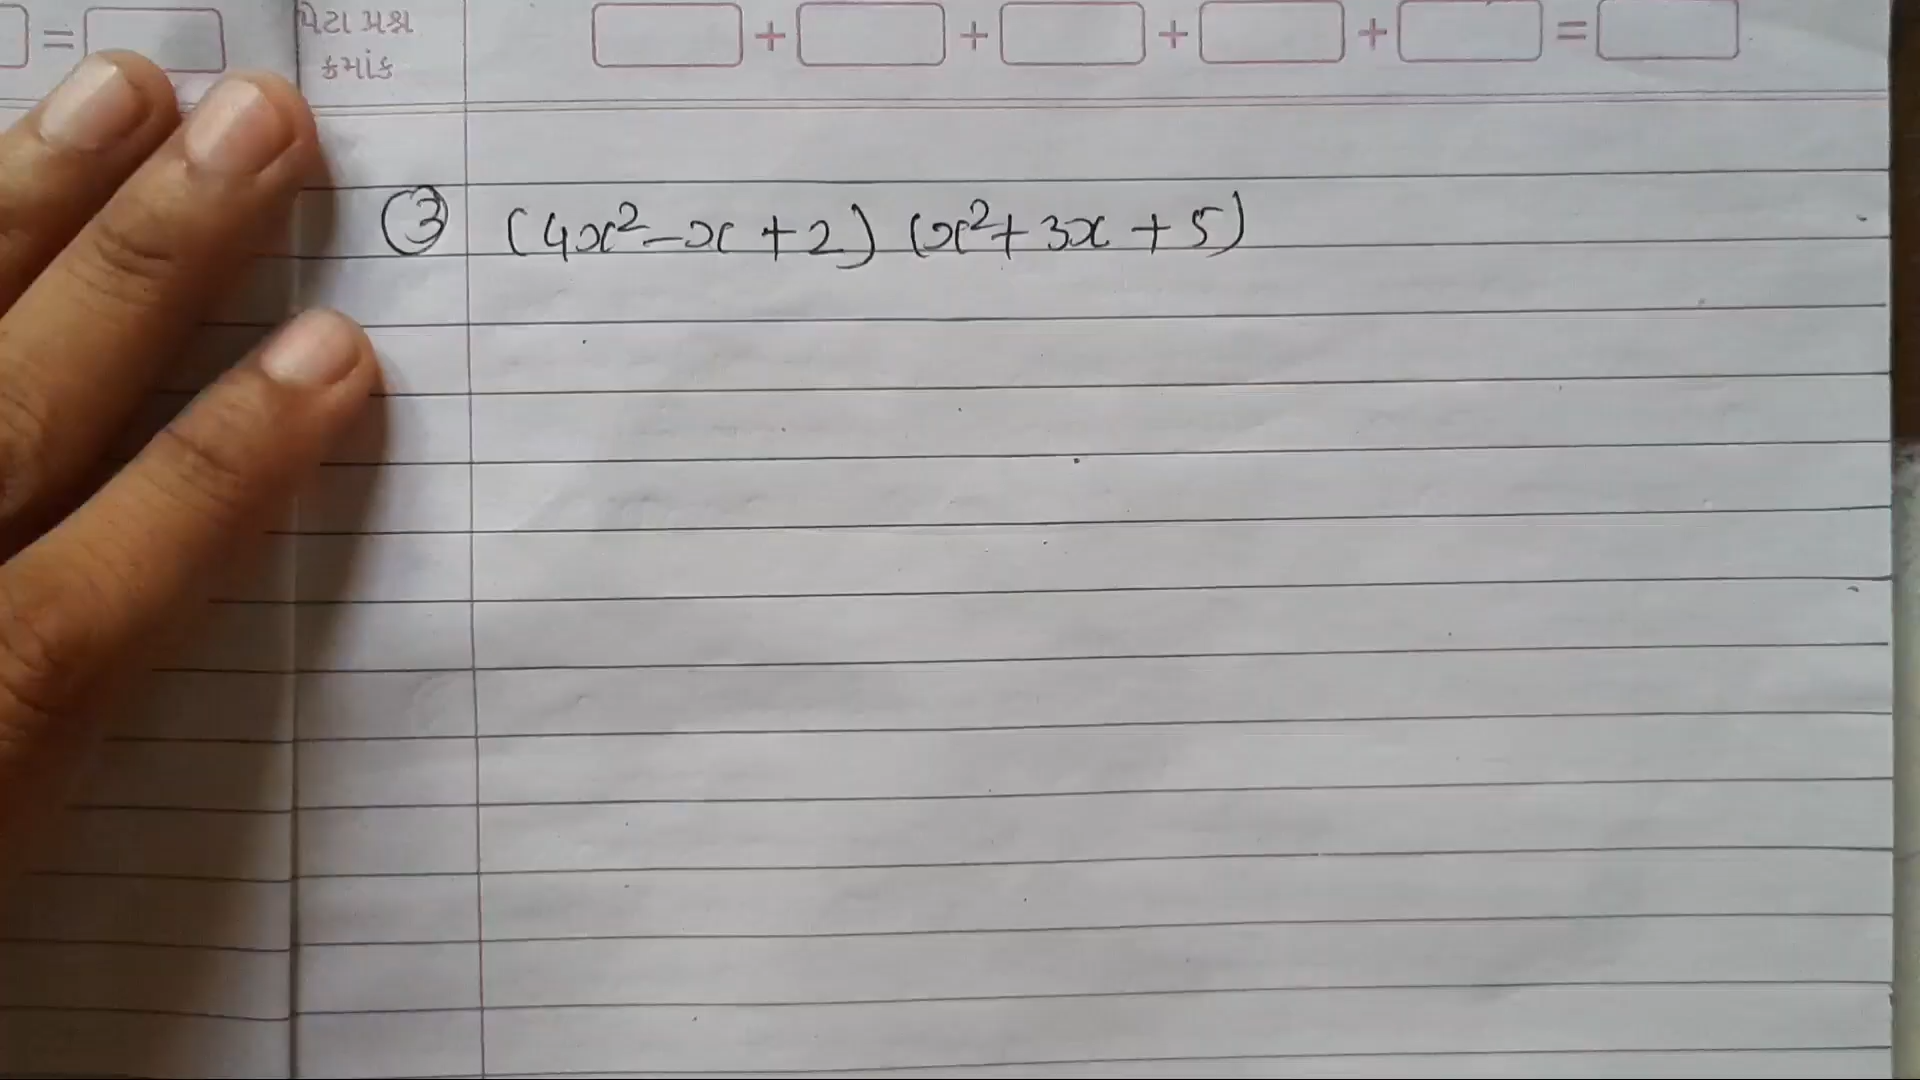 = પેટા પ્રશ્ન + + + + =
ક્રમાંક
③ (4x²-x+2) (x²+3x+5)